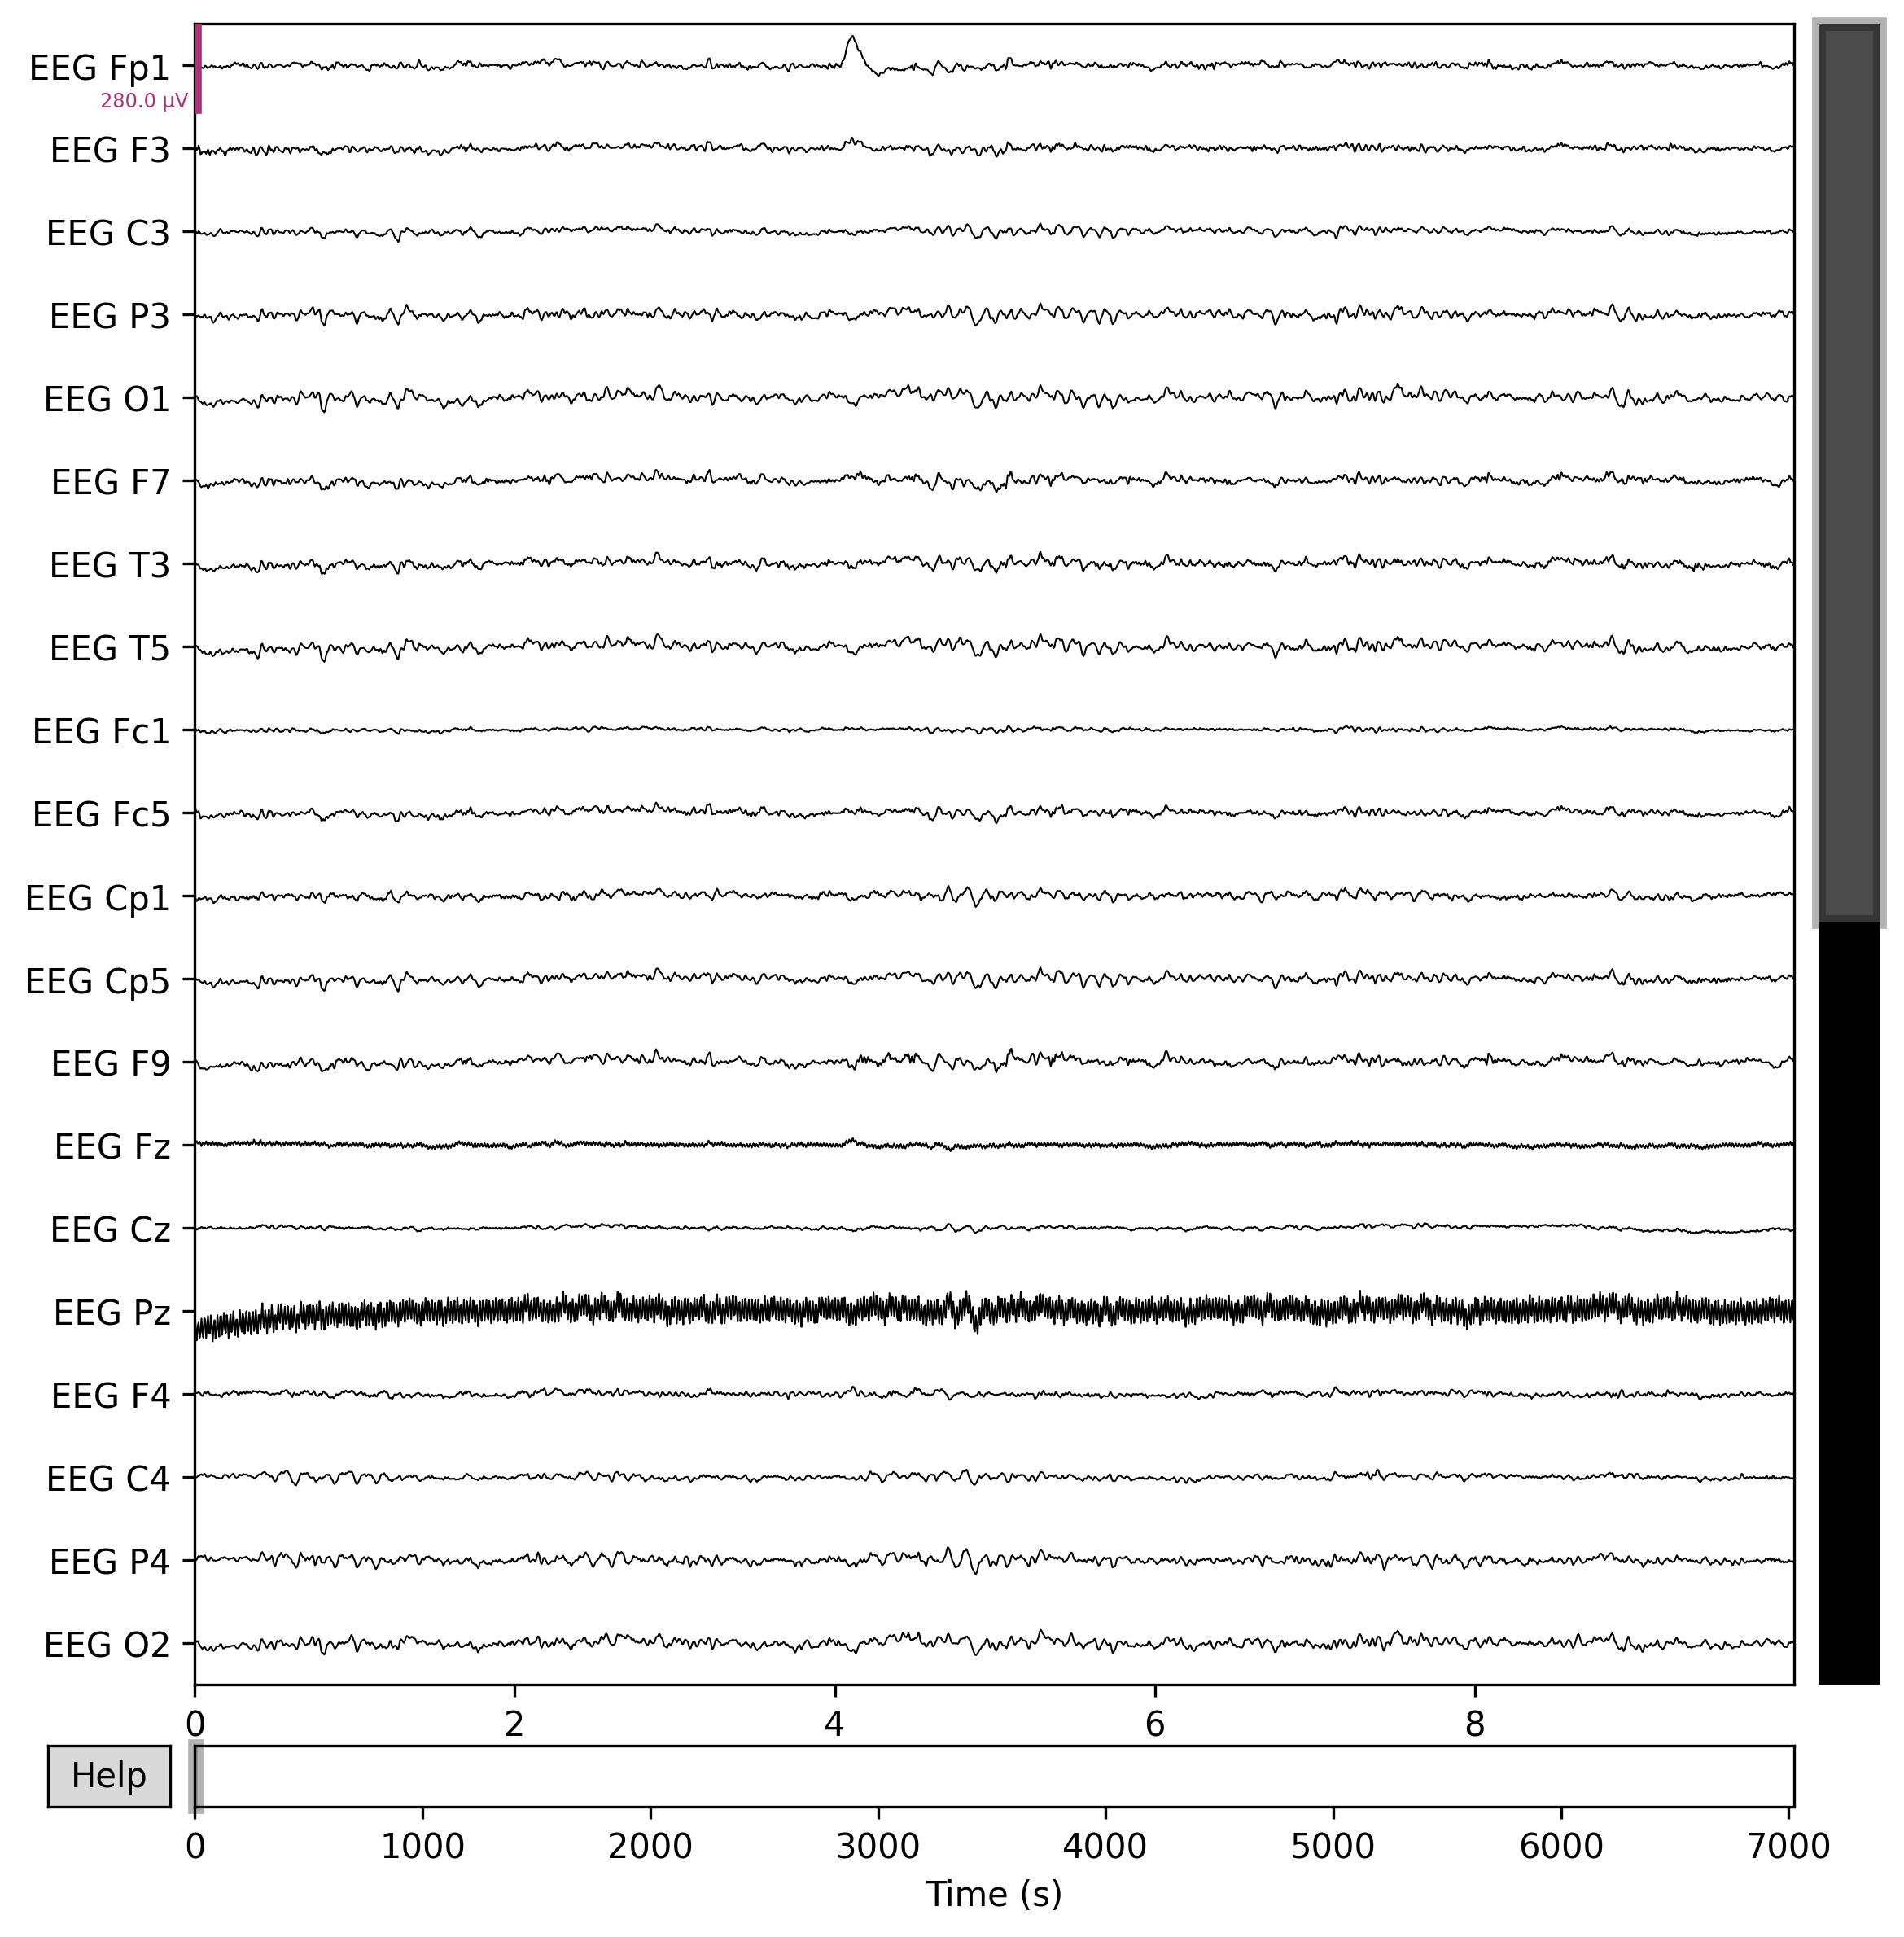 EEG Fp1
280.0 µV
EEG F3
EEG C3
EEG P3
EEG O1
EEG F7
EEG T3
EEG T5
EEG Fc1
EEG Fc5
EEG Cp1
EEG Cp5
EEG F9
EEG Fz
EEG Cz
EEG Pz
EEG F4
EEG C4
EEG P4
EEG O2
0 2 4 6 8
Help
0 1000 2000 3000 4000 5000 6000 7000
Time (s)